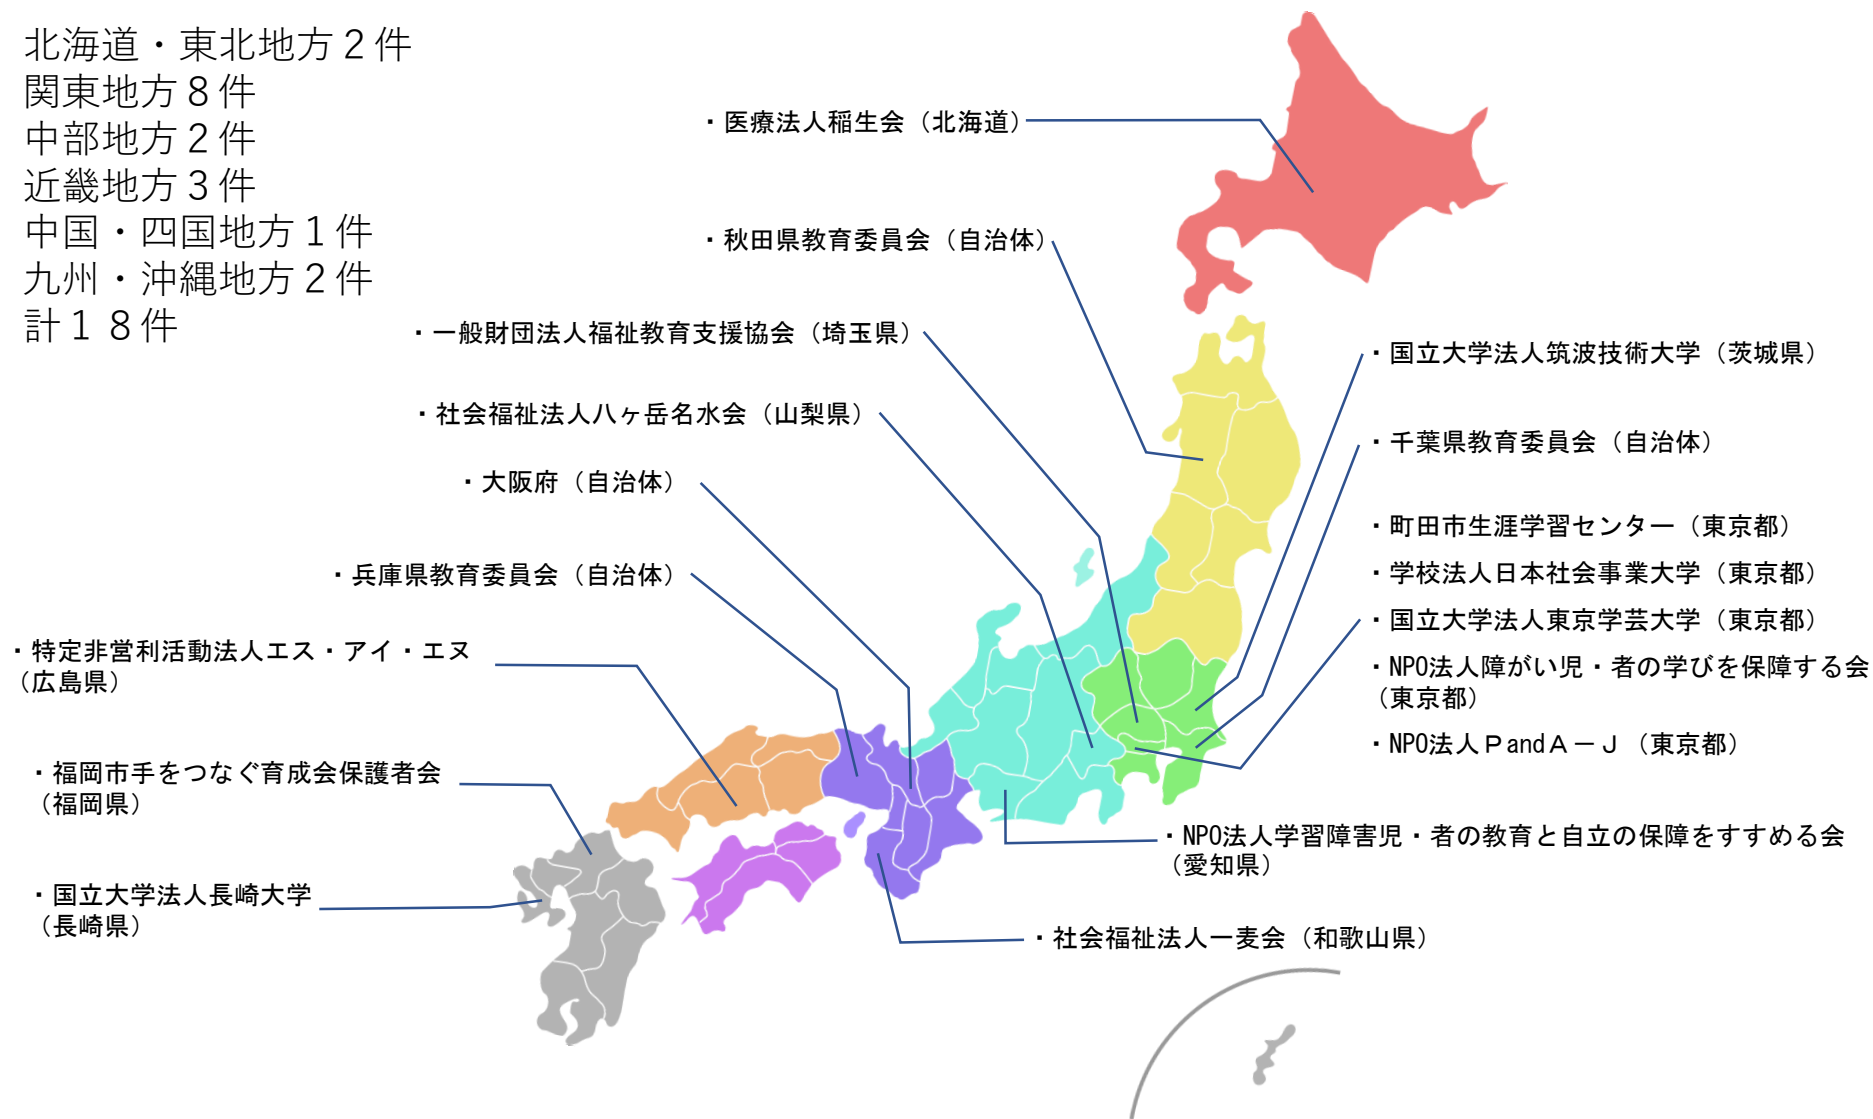 北海道・東北地方２件
関東地方８件
中部地方２件
近畿地方３件
中国・四国地方１件
九州・沖縄地方２件
計１８件
・医療法人稲生会（北海道）
・秋田県教育委員会（自治体）
・一般財団法人福祉教育支援協会（埼玉県）
・社会福祉法人八ヶ岳名水会（山梨県）
・大阪府（自治体）
・兵庫県教育委員会（自治体）
・特定非営利活動法人エス・アイ・エヌ
（広島県）
・福岡市手をつなぐ育成会保護者会
（福岡県）
・国立大学法人長崎大学
（長崎県）
・国立大学法人筑波技術大学（茨城県）
・千葉県教育委員会（自治体）
・町田市生涯学習センター（東京都）
・学校法人日本社会事業大学（東京都）
・国立大学法人東京学芸大学（東京都）
・NPO法人障がい児・者の学びを保障する会
（東京都）
・NPO法人ＰandＡ－Ｊ（東京都）
・NPO法人学習障害児・者の教育と自立の保障をすすめる会
（愛知県）
・社会福祉法人一麦会（和歌山県）